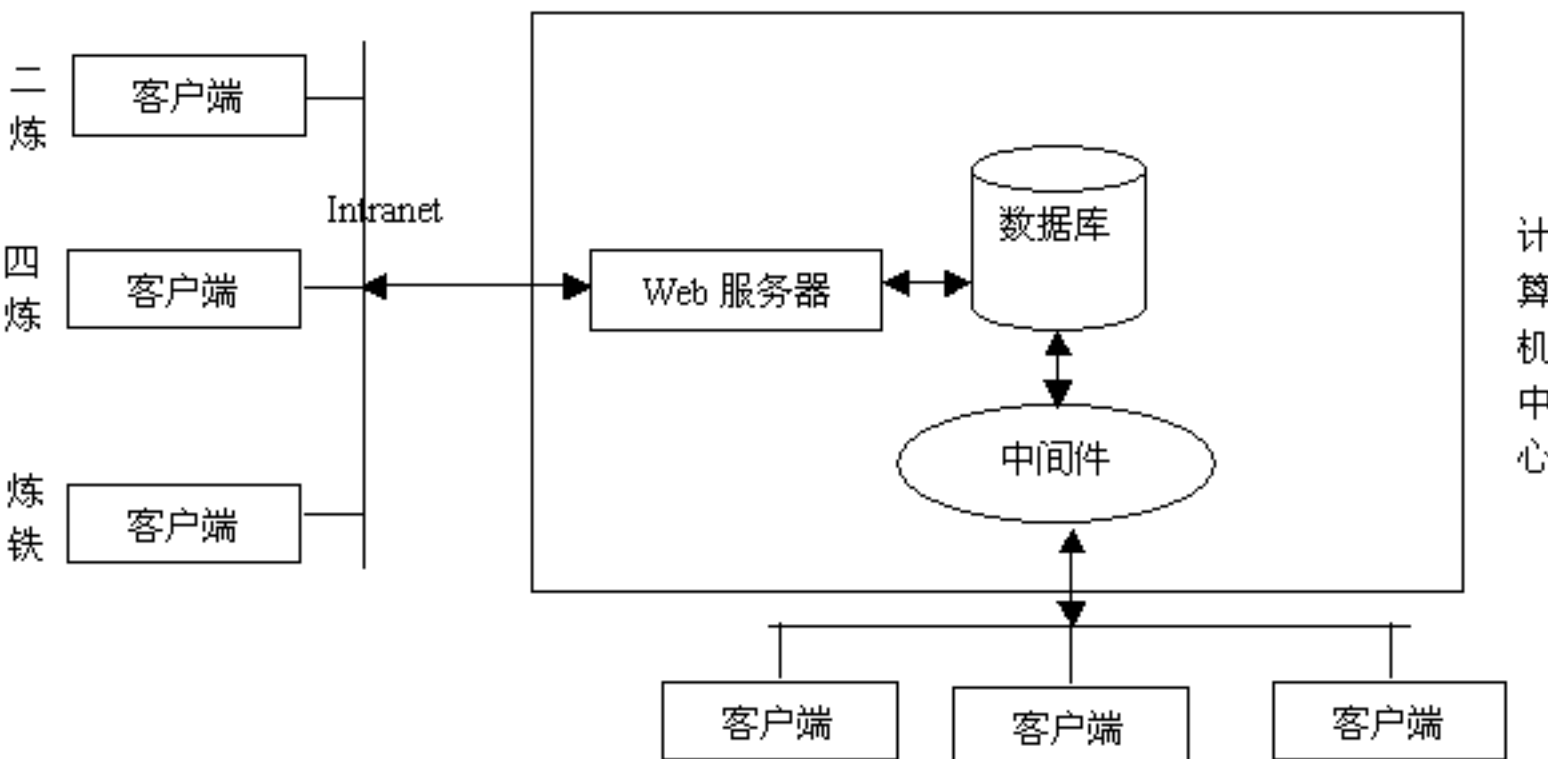 二炼
客户端
Intranet
四炼
客户端
炼铁
客户端
Web 服务器
数据库
中间件
计算机中心
客户端
客户端
客户端